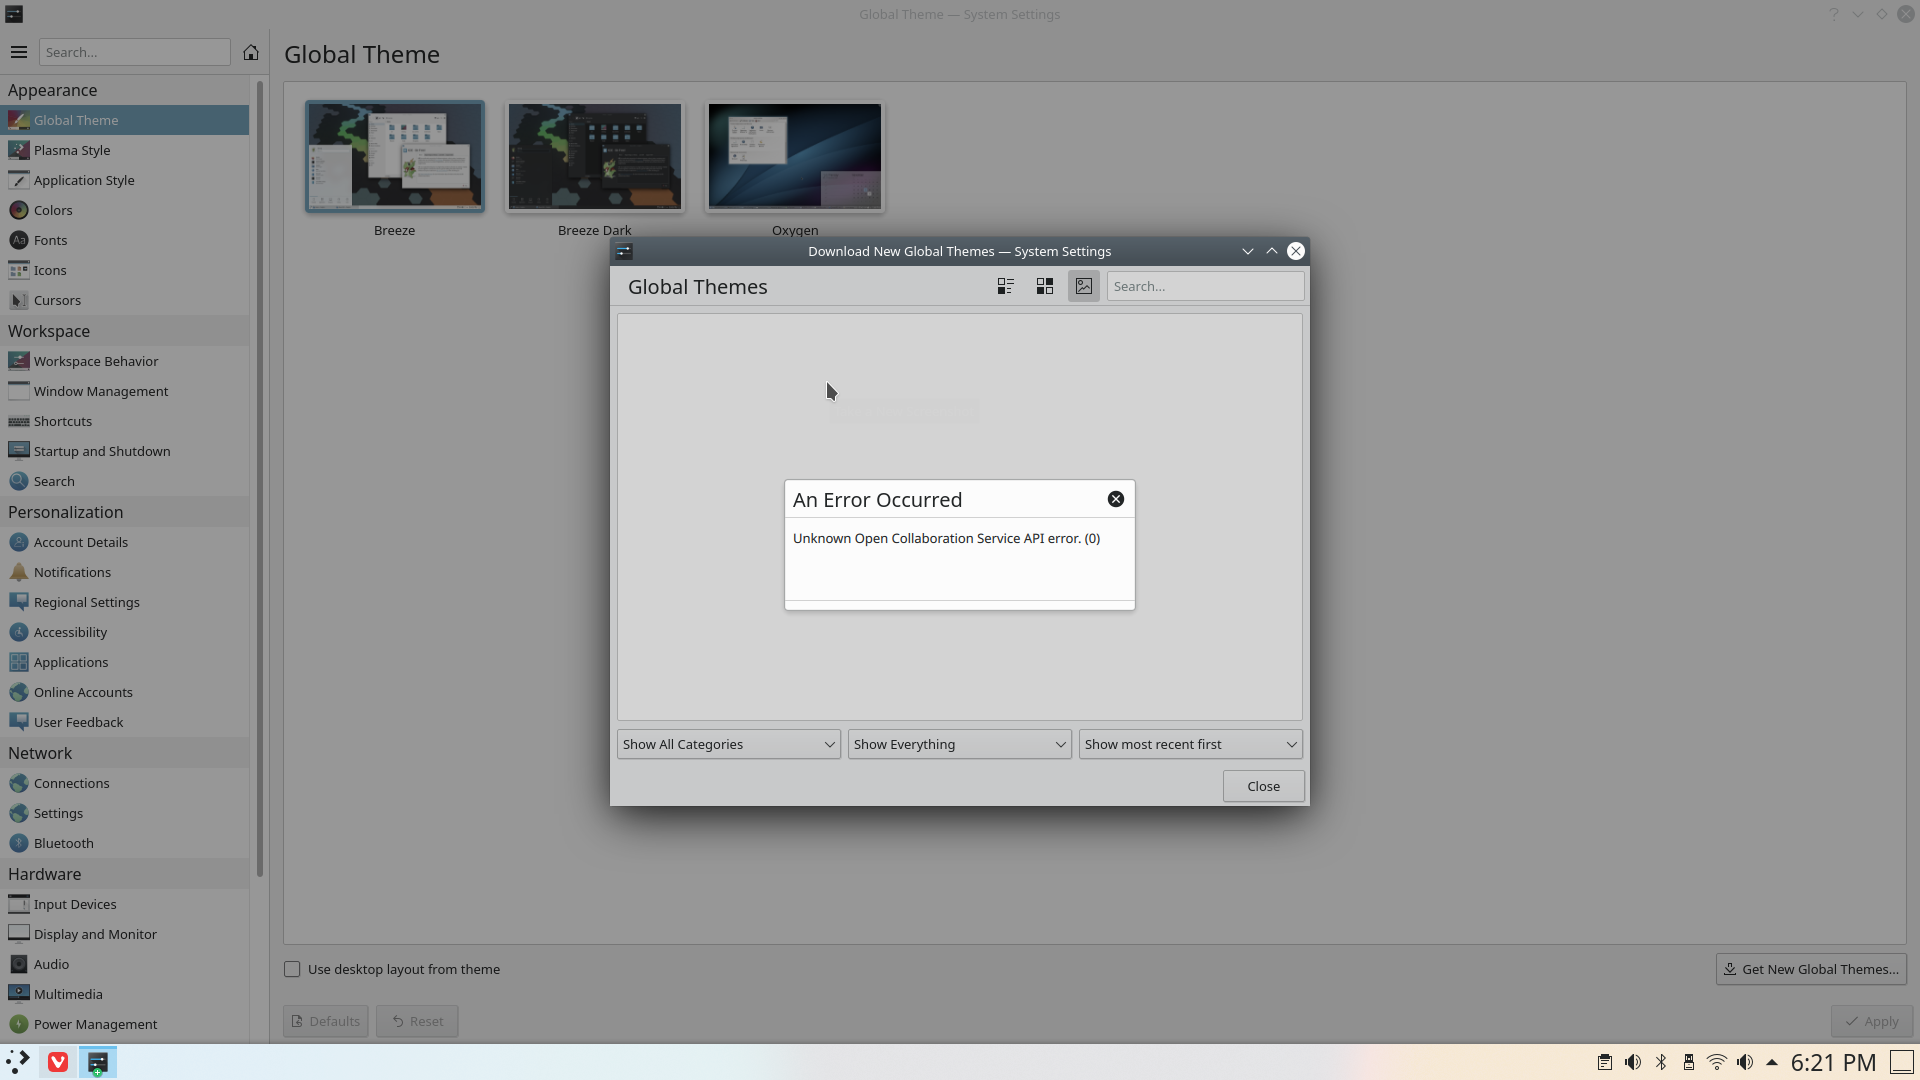 Global Theme — System Settings
Search...
Global Theme
Appearance
Global Theme
Plasma Style
Application Style
Colors
Fonts
Icons
Cursors
Workspace
Workspace Behavior
Window Management
Shortcuts
Startup and Shutdown
Search
Personalization
Account Details
Notifications
Regional Settings
Accessibility
Applications
Online Accounts
User Feedback
Network
Connections
Settings
Bluetooth
Hardware
Input Devices
Display and Monitor
Audio
Multimedia
Power Management
Breeze
Breeze Dark
Oxygen
Download New Global Themes — System Settings
Global Themes
Search...
An Error Occurred
Unknown Open Collaboration Service API error. (0)
Show All Categories
Show Everything
Show most recent first
Close
Use desktop layout from theme
Get New Global Themes...
Defaults
Reset
Apply
6:21 PM